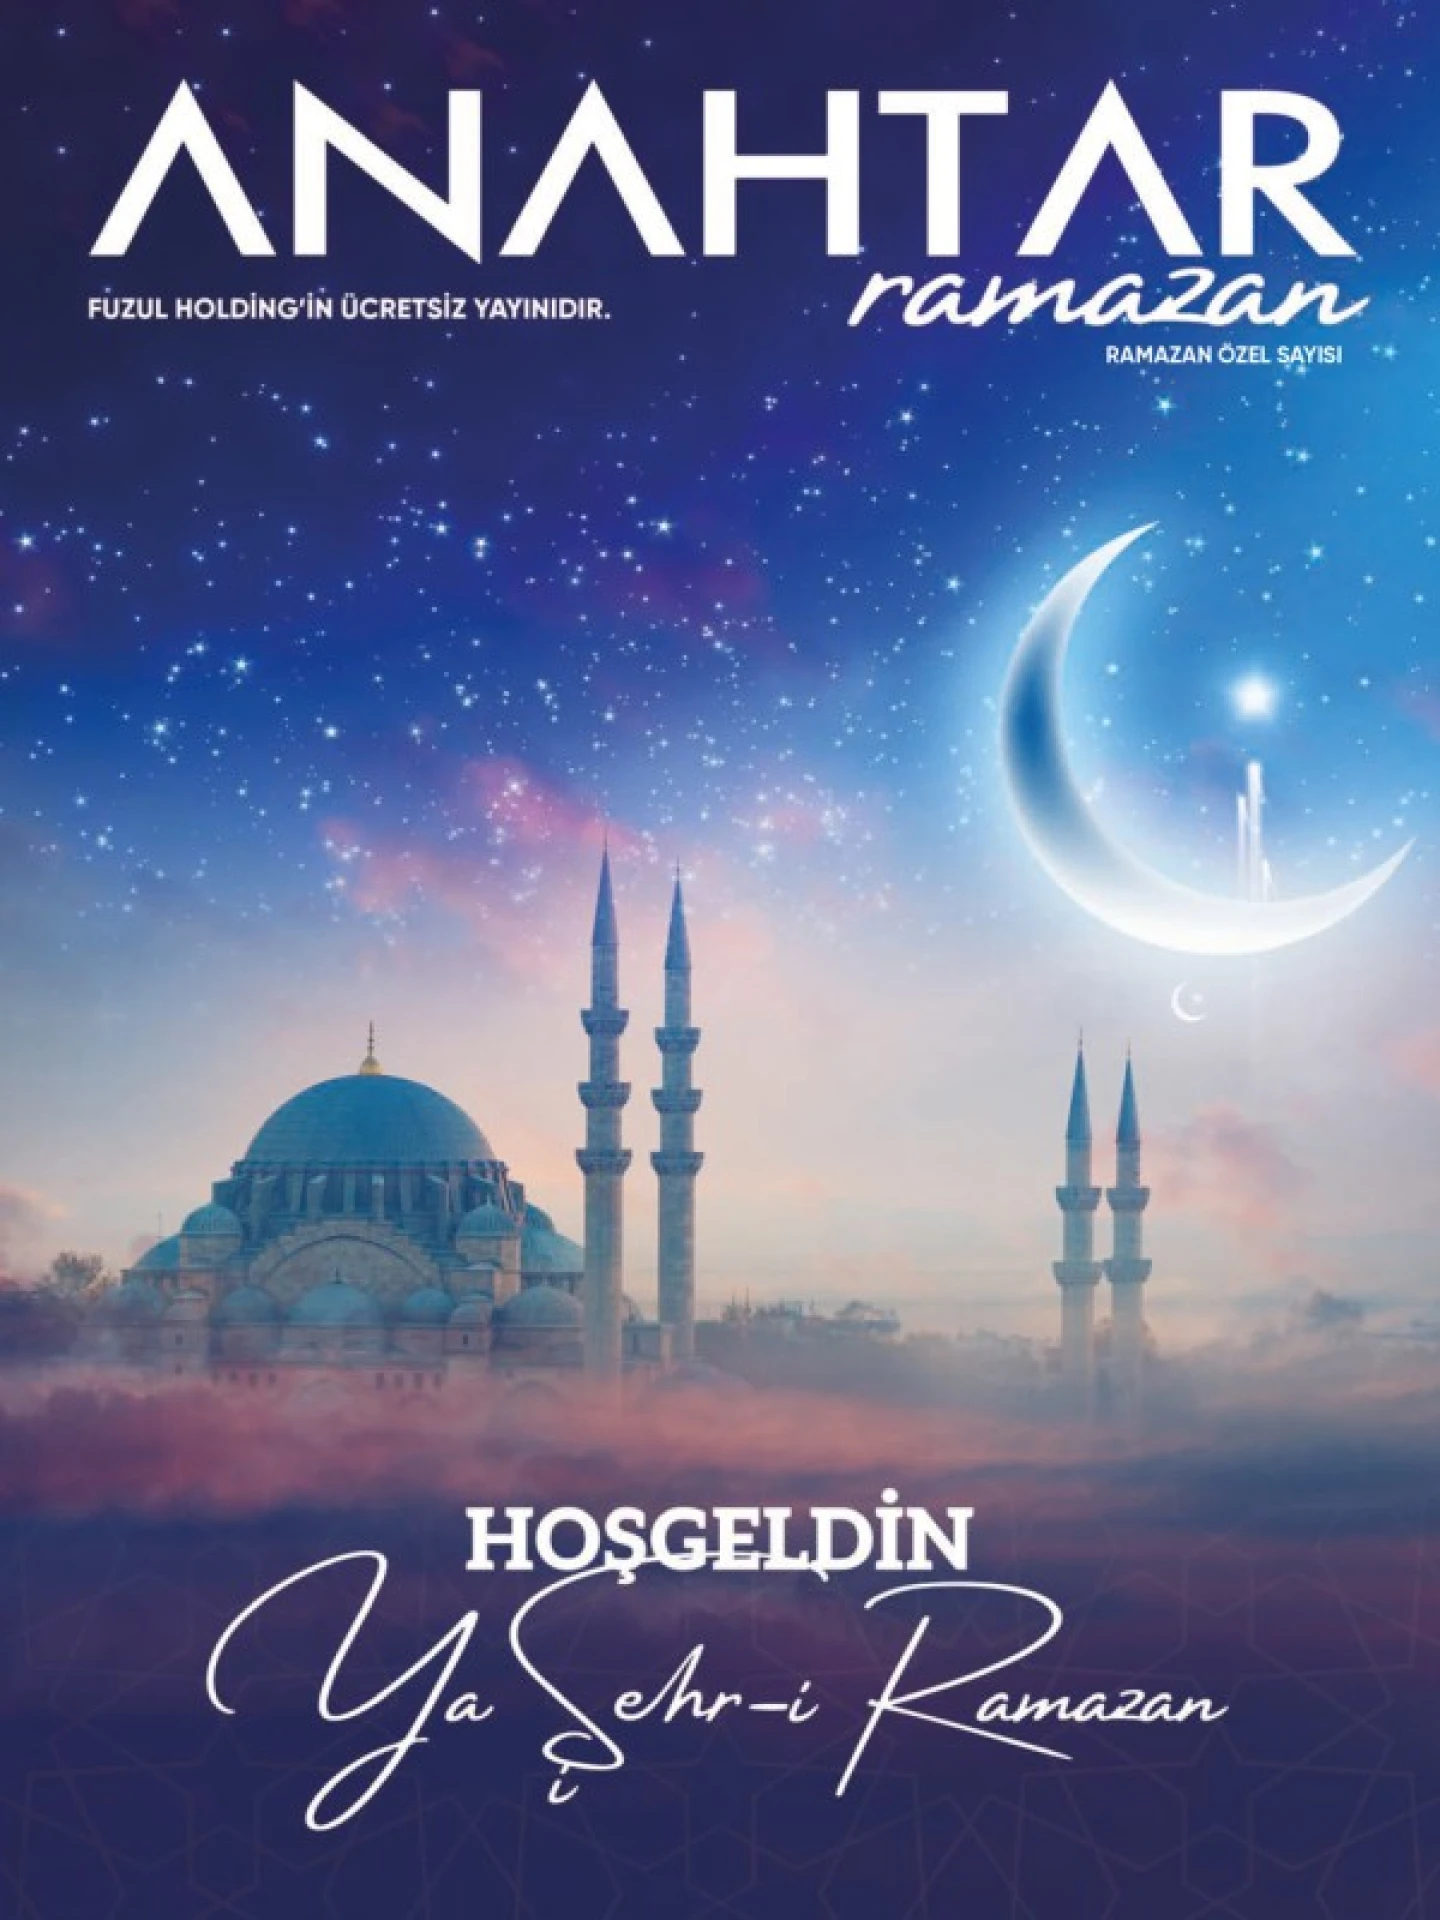 ANAHTAR
ramazan
FUZUL HOLDİNG'İN ÜCRETSİZ YAYINIDIR.
RAMAZAN ÖZEL SAYISI
HOŞGELDİN
Ya Şehr-i Ramazan